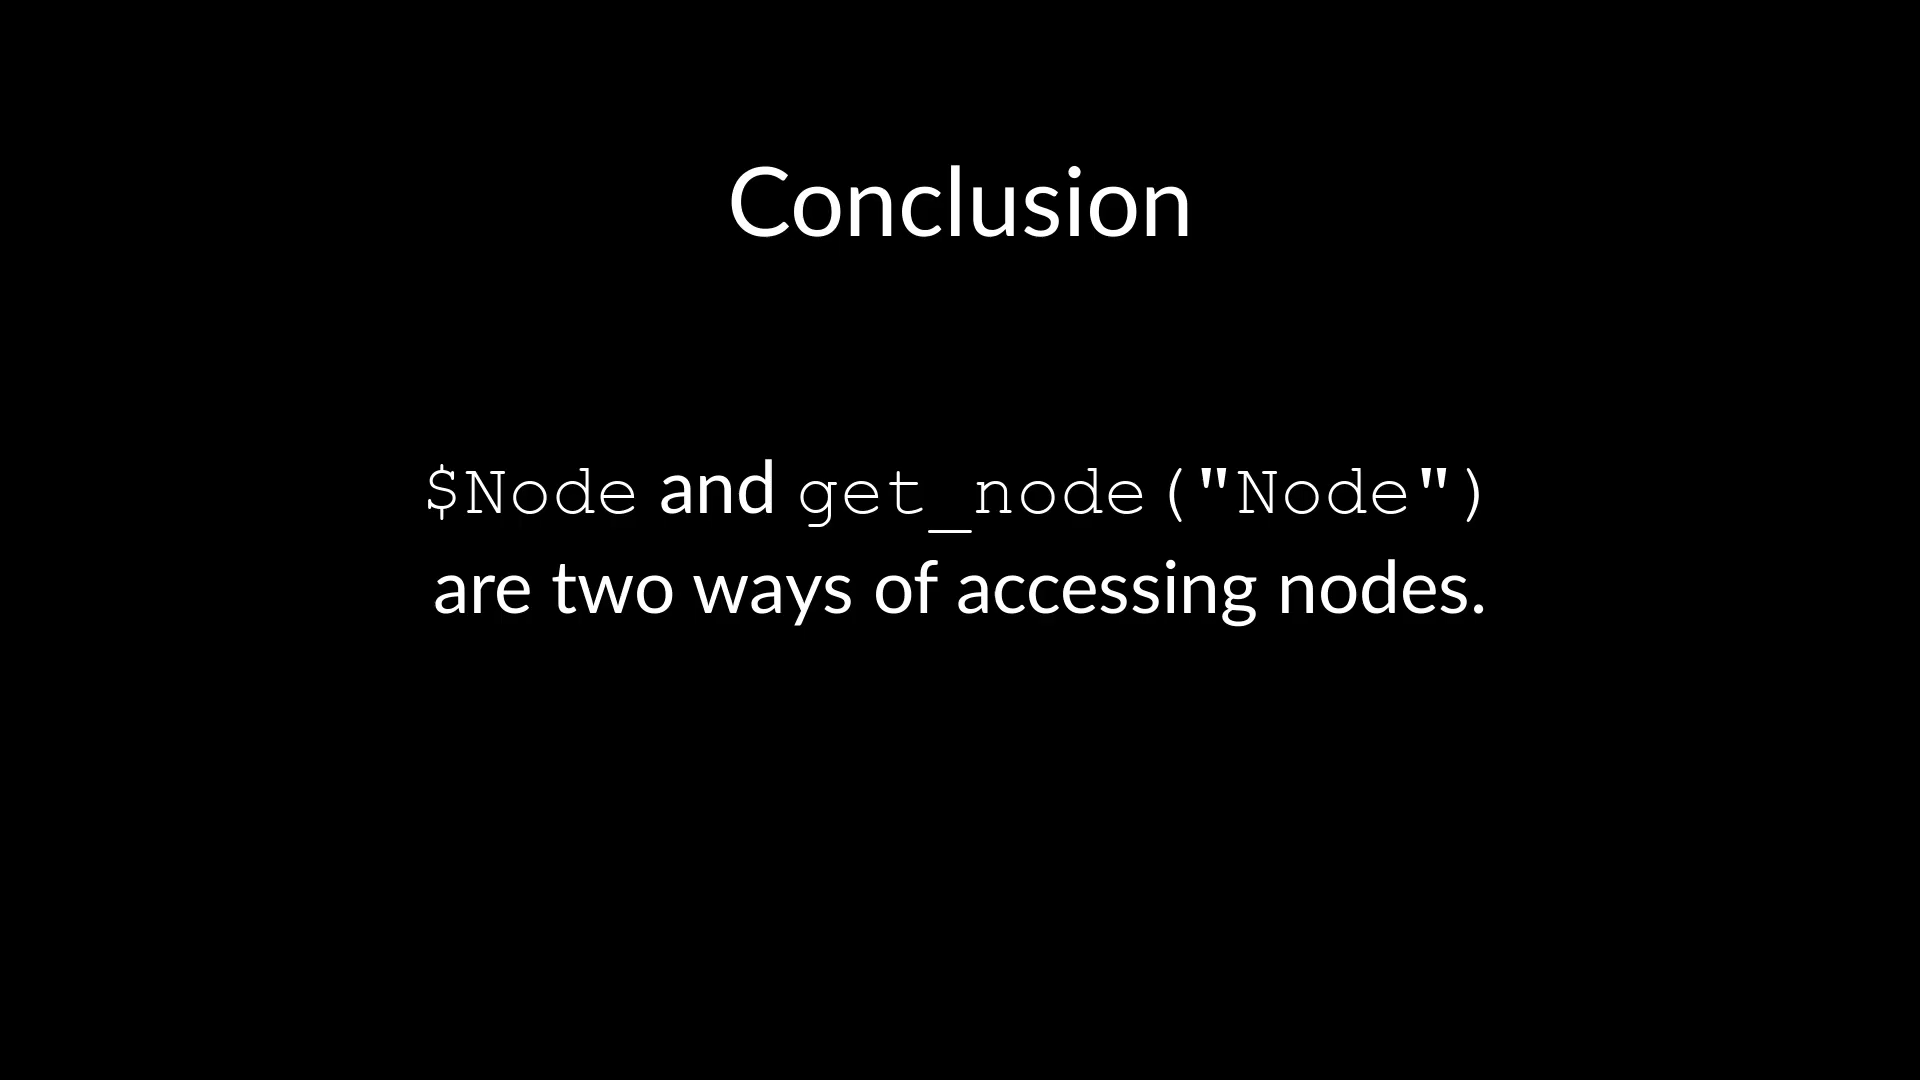 Conclusion
$Node and get_node("Node")
are two ways of accessing nodes.